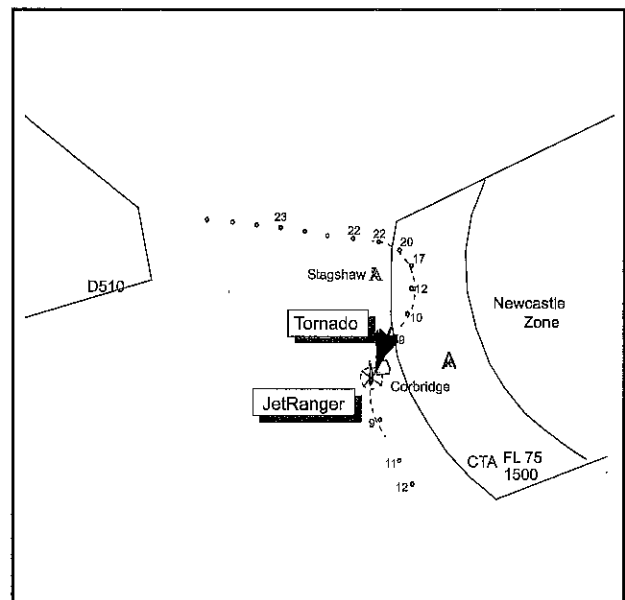 23
22
22
20
17
12
10
Stagshaw
D510
Newcastle
Zone
Tornado
Corbridge
JetRanger
9
11
12
CTA FL 75
1500